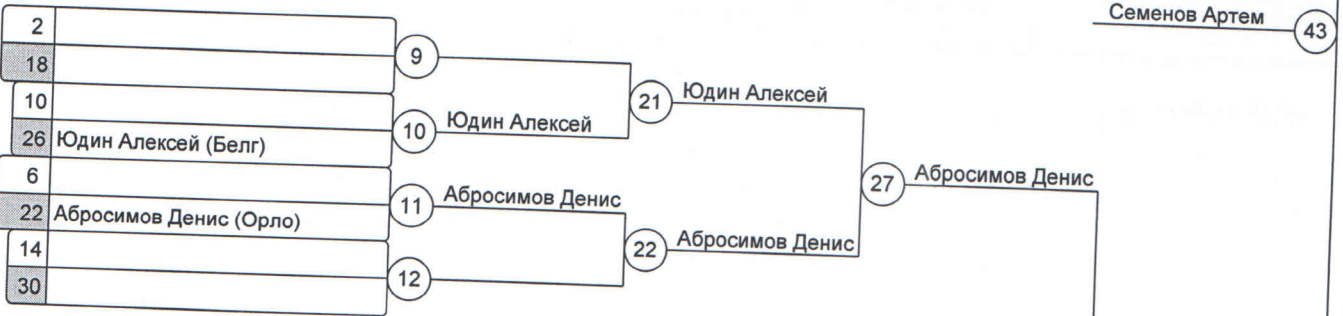 Семенов Артем
43
2
18
9
10
26 Юдин Алексей (Белг)
10 Юдин Алексей
21 Юдин Алексей
6
22 Абросимов Денис (Орло)
11 Абросимов Денис
27 Абросимов Денис
14
30
12
22 Абросимов Денис